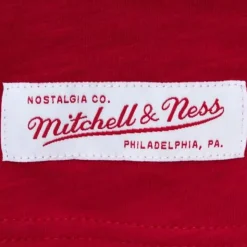 NOSTALGIA CO.
Mitchell & Ness
PHILADELPHIA, PA.